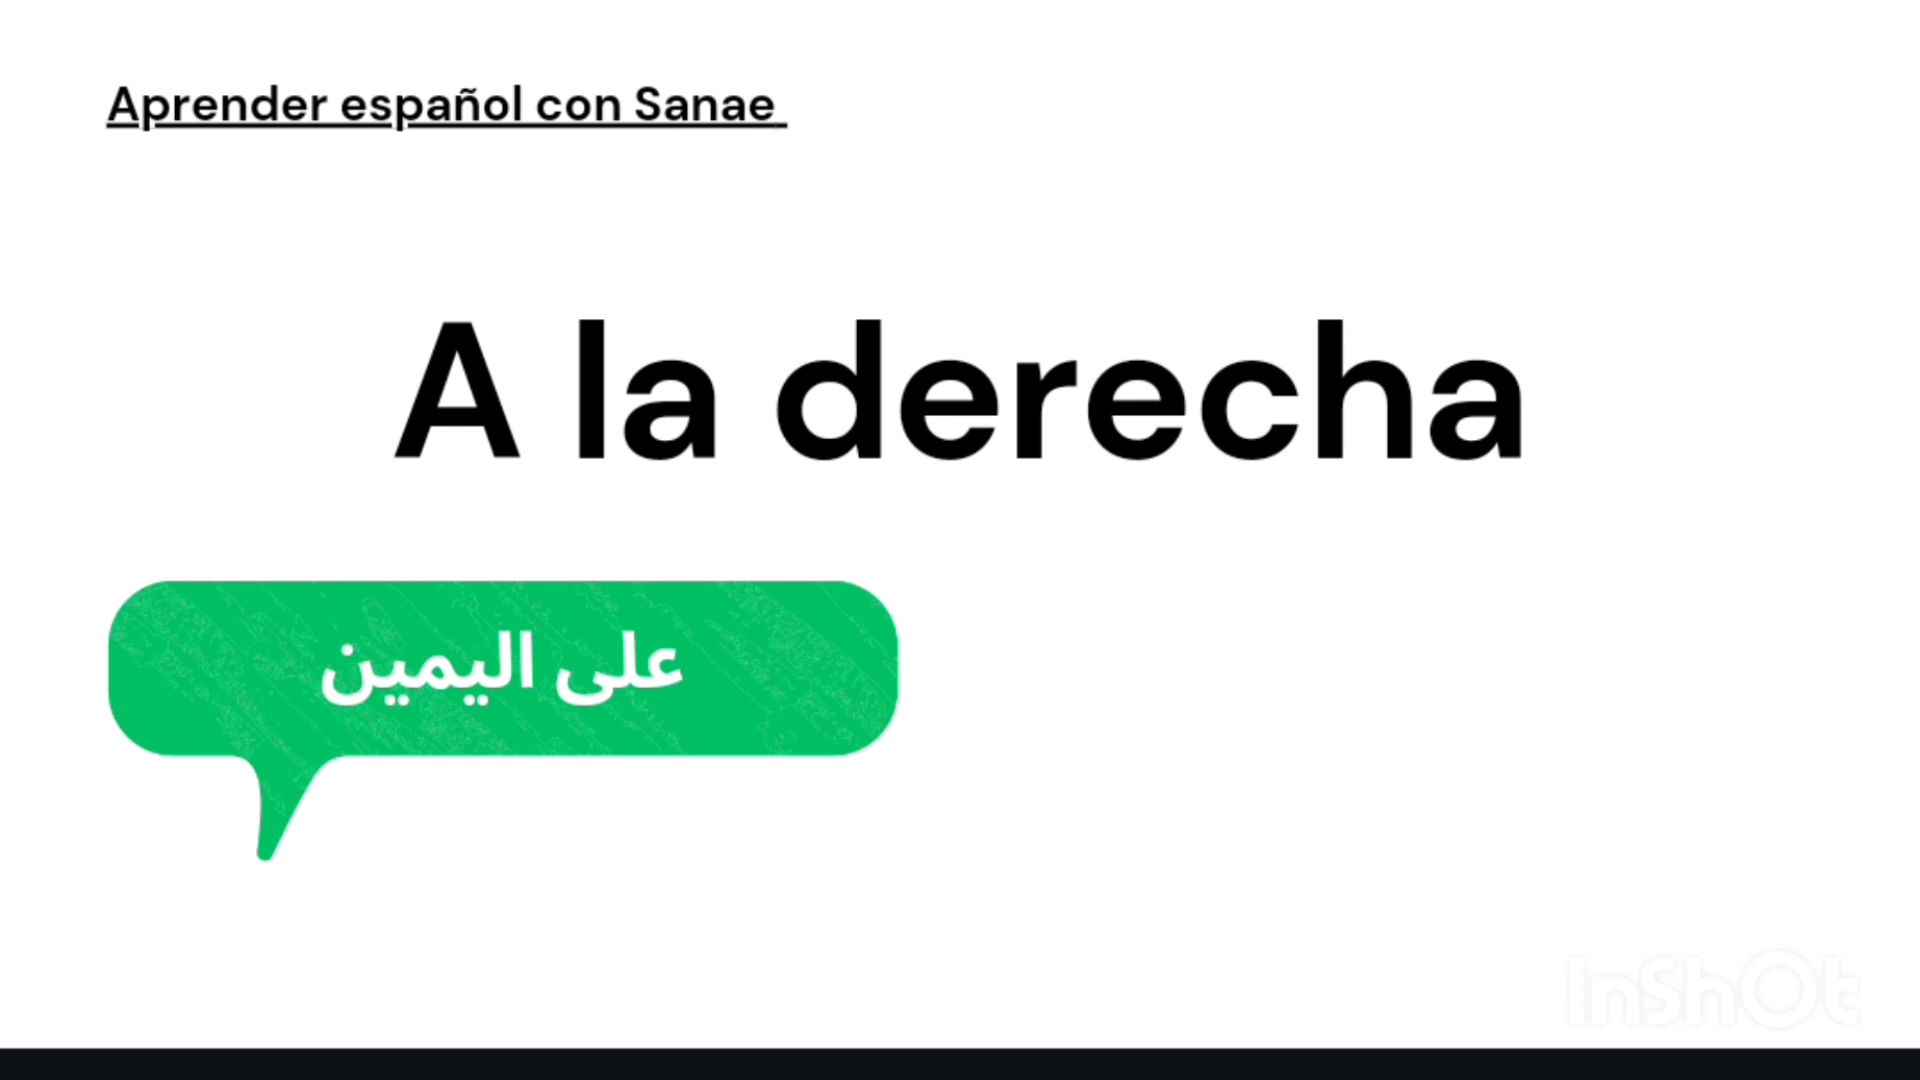 Aprender español con Sanae
A la derecha
على اليمين
InShOt